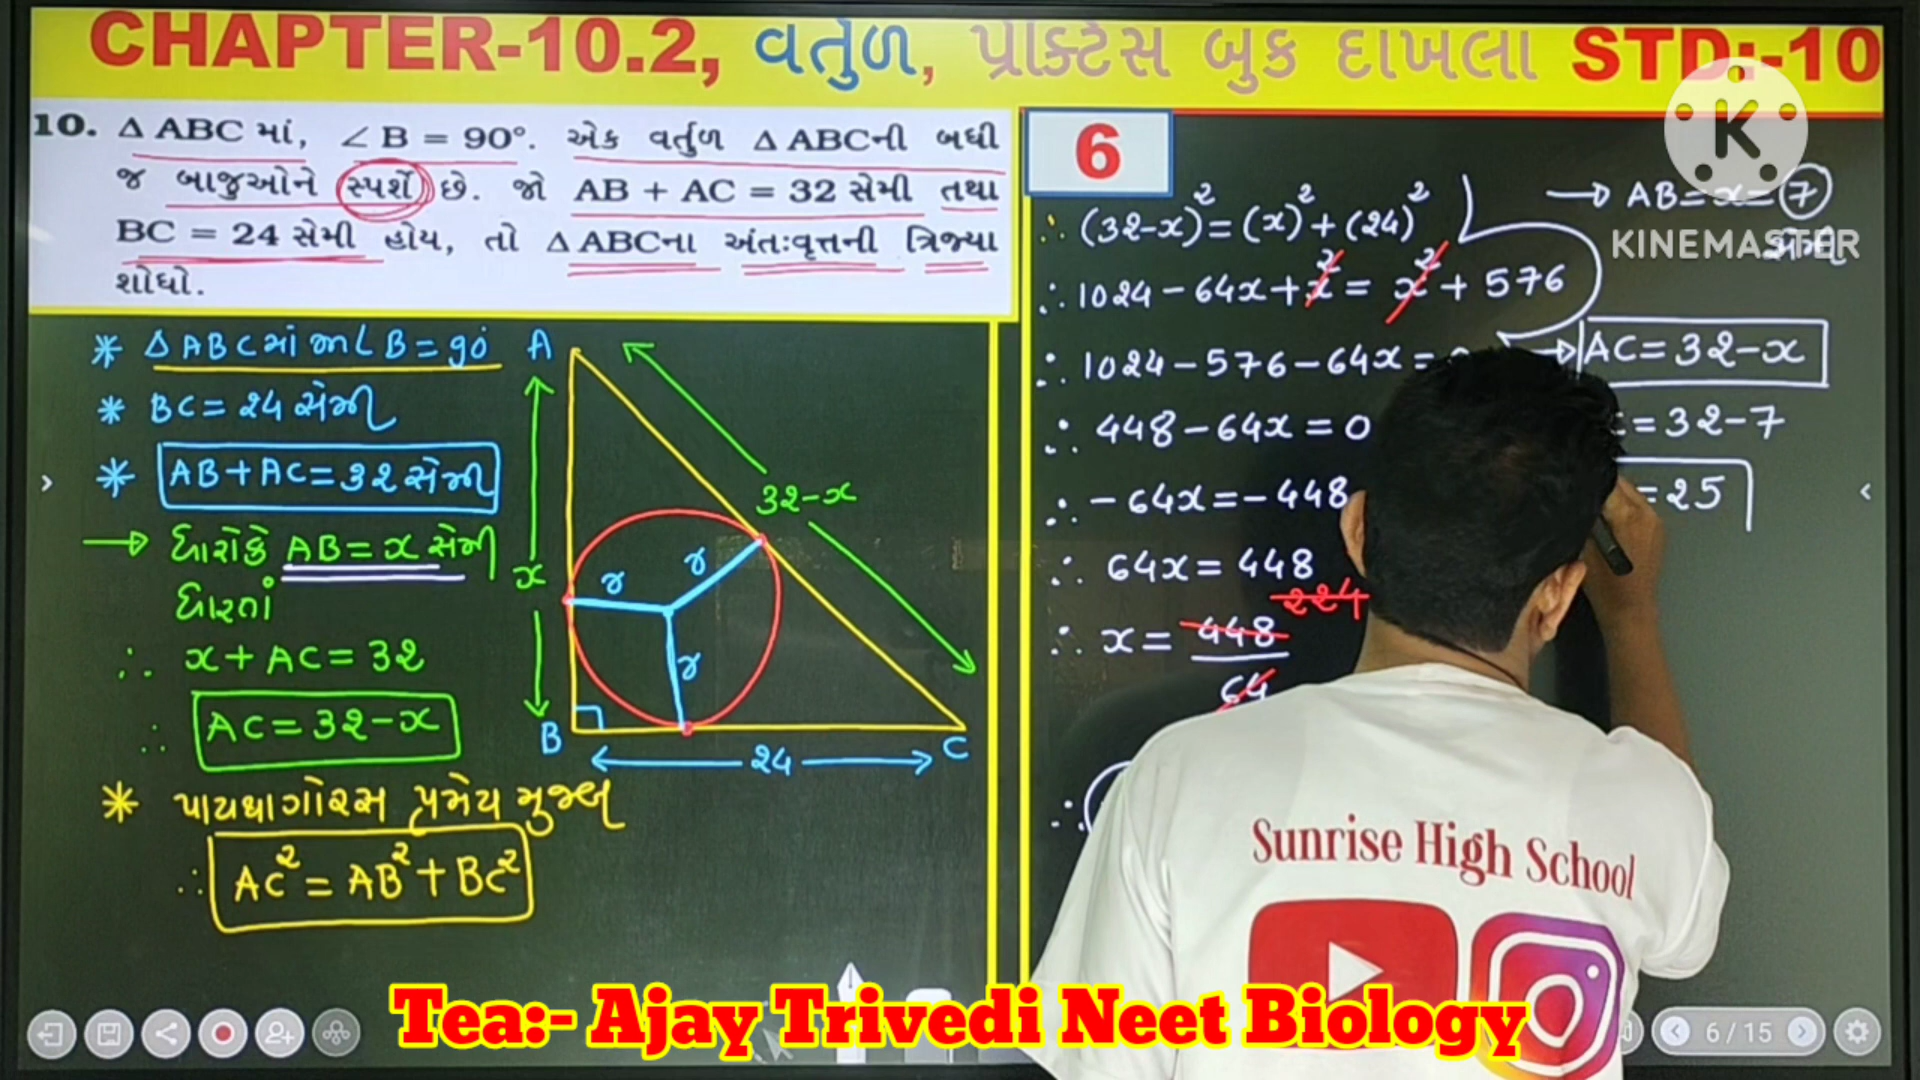 CHAPTER-10.2, વર્તુળ, પ્રેક્ટિસ બુક દાખલા STD:-10
10. Δ ABC માં, ∠ B = 90°. એક વર્તુળ Δ ABCની બધી
જ બાજુઓને સ્પર્શે છે. જો AB + AC = 32 સેમી તથા
BC = 24 સેમી હોય, તો Δ ABCના અંતઃવૃત્તની ત્રિજ્યા
શોધો.
* Δ ABC માં m∠B = 90
* BC = 24 સેમી
* AB + AC = 32 સેમી
→ ધારોકે AB = x સેમી
ધારતાં
∴ x + AC = 32
∴ AC = 32 - x
* પાયથાગોરસ પ્રમેય મુજબ
∴ AC² = AB² + BC²
A
x
32-x
r
r
r
B
24
C
6
∴ (32-x)² = (x)² + (24)²
∴ 1024 - 64x + x² = x² + 576
∴ 1024 - 576 - 64x =
∴ 448 - 64x = 0
∴ - 64x = - 448
∴ 64x = 448
224
∴ x = 448
64
∴
→ AB = x = 7
સેમી
→ AC = 32 - x
= 32 - 7
= 25
K
KINEMASTER
Sunrise High School
Tea:- Ajay Trivedi Neet Biology
6 / 15